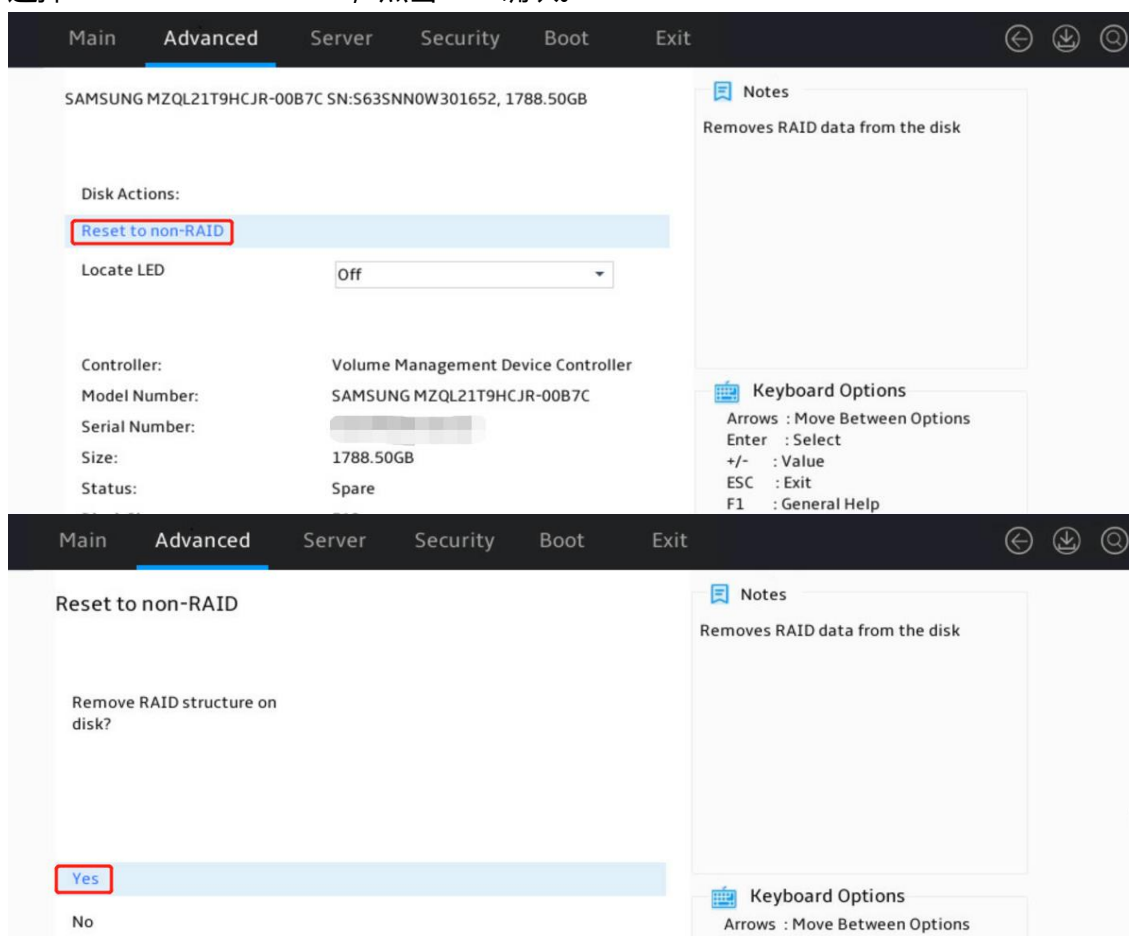 Main Advanced Server Security Boot Exit
SAMSUNG MZQL21T9HCJR-00B7C SN:S63SNN0W301652, 1788.50GB
Disk Actions:
Reset to non-RAID
Locate LED Off
Controller: Volume Management Device Controller
Model Number: SAMSUNG MZQL21T9HCJR-00B7C
Serial Number:
Size: 1788.50GB
Status: Spare
Notes
Removes RAID data from the disk
Keyboard Options
Arrows : Move Between Options
Enter : Select
+/- : Value
ESC : Exit
F1 : General Help
Main Advanced Server Security Boot Exit
Reset to non-RAID
Remove RAID structure on
disk?
Yes
No
Notes
Removes RAID data from the disk
Keyboard Options
Arrows : Move Between Options